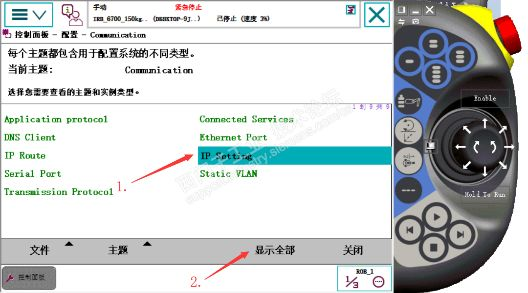 手动
紧急停止
IRB_6700_150kg.. (DESKTOP-9j..)
已停止 (速度 3%)
控制面板 - 配置 - Communication
每个主题都包含用于配置系统的不同类型。
当前主题: Communication
选择您需要查看的主题和实例类型。
1 到 9 共 9
Application protocol
Connected Services
DNS Client
Ethernet Port
IP Route
IP Setting
Serial Port
Static VLAN
Transmission Protocol
1.
2.
文件
主题
显示全部
关闭
控制面板
ROB_1
1/3
Enable
Hold To Run